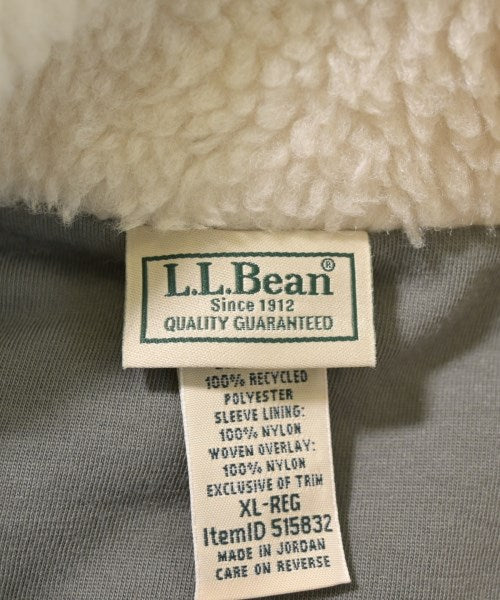 L.L.Bean®
Since 1912
QUALITY GUARANTEED
100% RECYCLED
POLYESTER
SLEEVE LINING:
100% NYLON
WOVEN OVERLAY:
100% NYLON
EXCLUSIVE OF TRIM
XL-REG
ItemID 515832
MADE IN JORDAN
CARE ON REVERSE